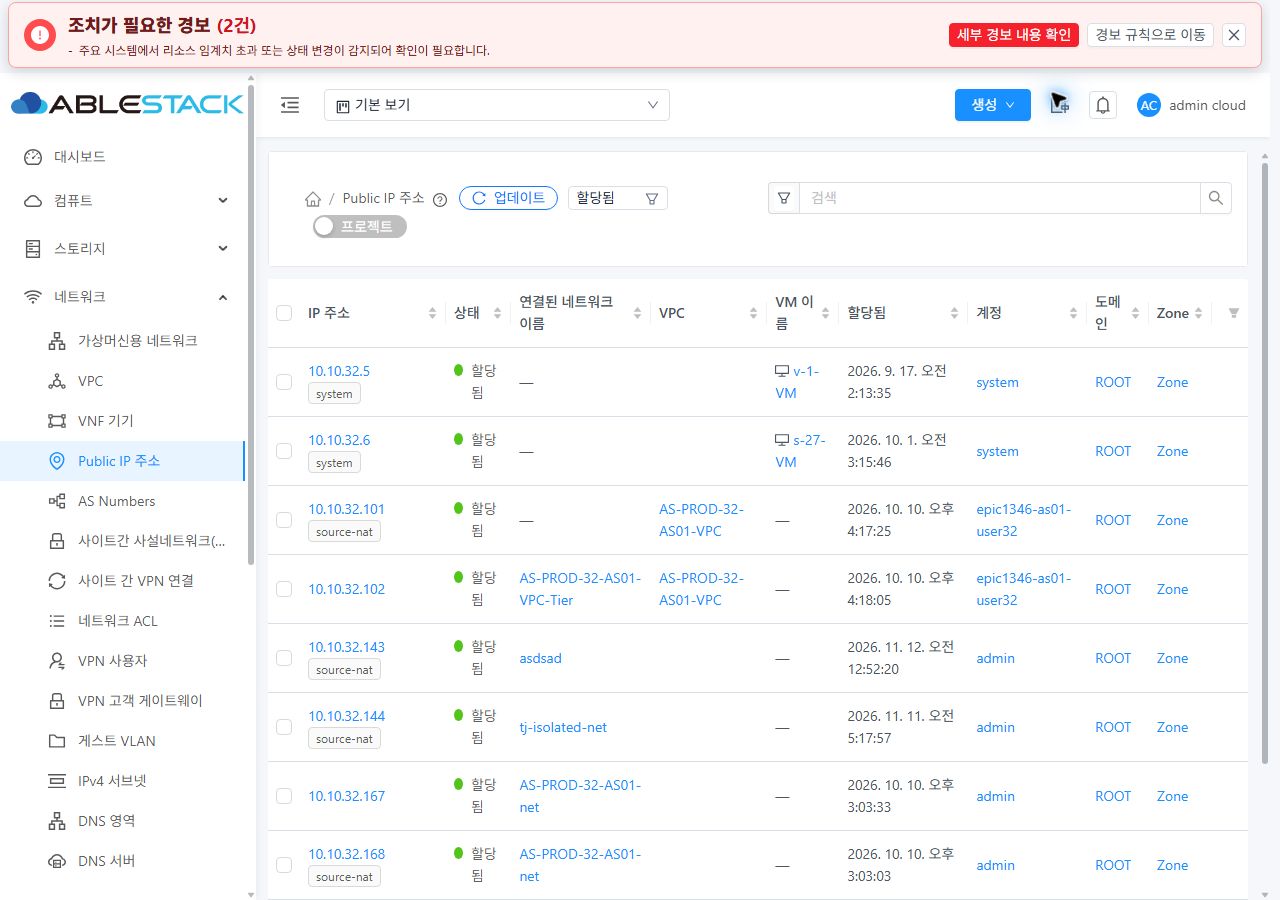 조치가 필요한 경보 (2건)
- 주요 시스템에서 리소스 임계치 초과 또는 상태 변경이 감지되어 확인이 필요합니다.
세부 경보 내용 확인
경보 규칙으로 이동
ABLESTACK
기본 보기
생성
AC admin cloud
대시보드
컴퓨트
스토리지
네트워크
가상머신용 네트워크
VPC
VNF 기기
Public IP 주소
AS Numbers
사이트간 사설네트워크(...
사이트 간 VPN 연결
네트워크 ACL
VPN 사용자
VPN 고객 게이트웨이
게스트 VLAN
IPv4 서브넷
DNS 영역
DNS 서버
/ Public IP 주소
업데이트
할당됨
검색
프로젝트
IP 주소 상태 연결된 네트워크 이름 VPC VM 이름 할당됨 계정 도메인 Zone
10.10.32.5 system 할당됨 — v-1-VM 2026. 9. 17. 오전 2:13:35 system ROOT Zone
10.10.32.6 system 할당됨 — s-27-VM 2026. 10. 1. 오전 3:15:46 system ROOT Zone
10.10.32.101 source-nat 할당됨 — AS-PROD-32-AS01-VPC — 2026. 10. 10. 오후 4:17:25 epic1346-as01-user32 ROOT Zone
10.10.32.102 할당됨 AS-PROD-32-AS01-VPC-Tier AS-PROD-32-AS01-VPC — 2026. 10. 10. 오후 4:18:05 epic1346-as01-user32 ROOT Zone
10.10.32.143 source-nat 할당됨 asdsad — 2026. 11. 12. 오전 12:52:20 admin ROOT Zone
10.10.32.144 source-nat 할당됨 tj-isolated-net — 2026. 11. 11. 오전 5:17:57 admin ROOT Zone
10.10.32.167 할당됨 AS-PROD-32-AS01-net — 2026. 10. 10. 오후 3:03:33 admin ROOT Zone
10.10.32.168 source-nat 할당됨 AS-PROD-32-AS01-net — 2026. 10. 10. 오후 3:03:03 admin ROOT Zone